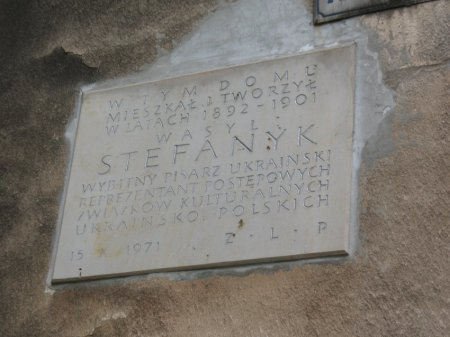 W TYM DOMU
MIESZKAŁ I TWORZYŁ
W LATACH 1892-1901
WASYL
STEFANYK
WYBITNY PISARZ UKRAIŃSKI
REPREZENTANT POSTĘPOWYCH
ZWIĄZKÓW KULTURALNYCH
UKRAIŃSKO-POLSKICH
15 1971 Z·L·P